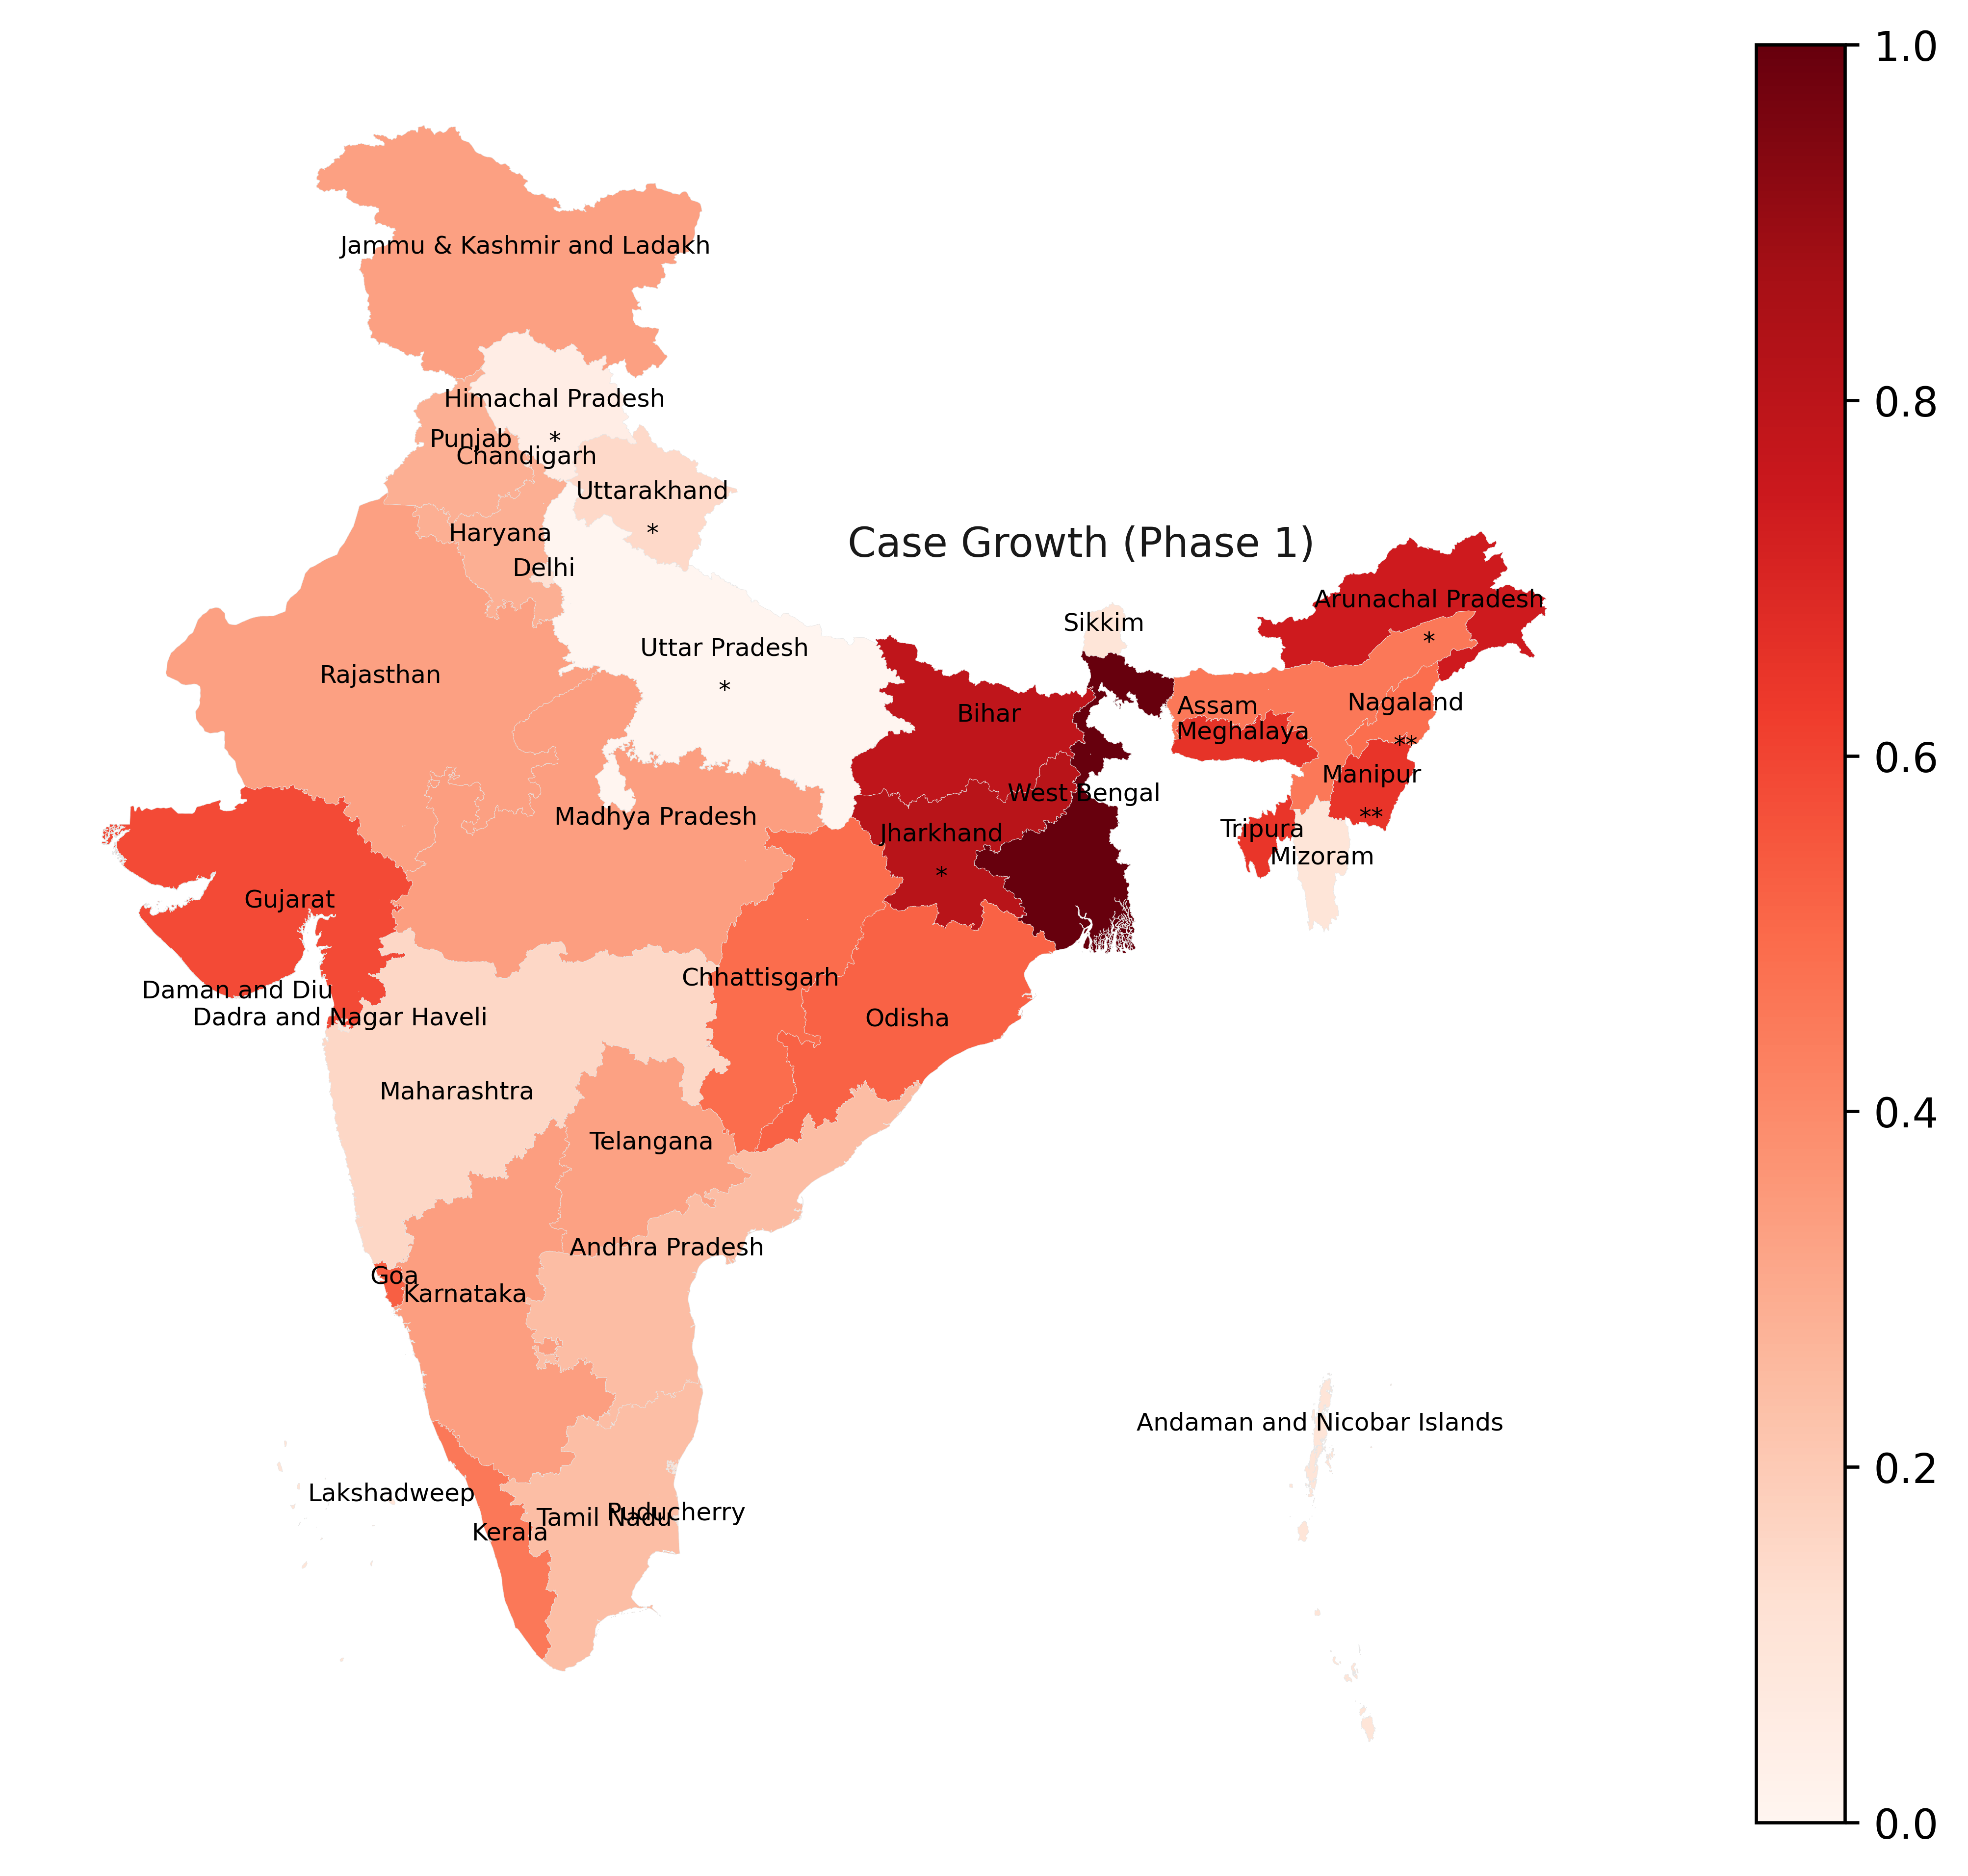 1.0
Jammu & Kashmir and Ladakh
0.8
Himachal Pradesh
*
Punjab
Chandigarh
Uttarakhand
*
Haryana
Delhi
Case Growth (Phase 1)
Arunachal Pradesh
*
Sikkim
Uttar Pradesh
*
Rajasthan
Bihar
Assam
Nagaland
**
Meghalaya
0.6
Manipur
**
West Bengal
Madhya Pradesh
Jharkhand
*
Tripura
Mizoram
Gujarat
Chhattisgarh
Daman and Diu
Dadra and Nagar Haveli
Odisha
Maharashtra
0.4
Telangana
Andhra Pradesh
Goa
Karnataka
Andaman and Nicobar Islands
0.2
Lakshadweep
Puducherry
Tamil Nadu
Kerala
0.0